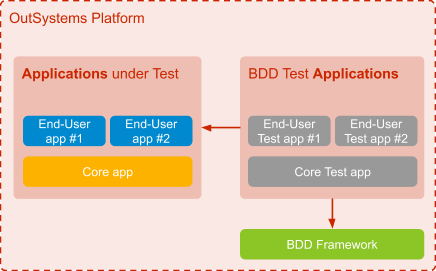 OutSystems Platform
Applications under Test
End-User
app #1
End-User
app #2
Core app
BDD Test Applications
End-User
Test app #1
End-User
Test app #2
Core Test app
BDD Framework